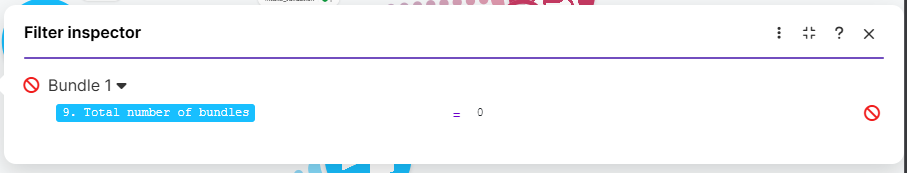 Filter inspector
?
Bundle 1
9. Total number of bundles = 0